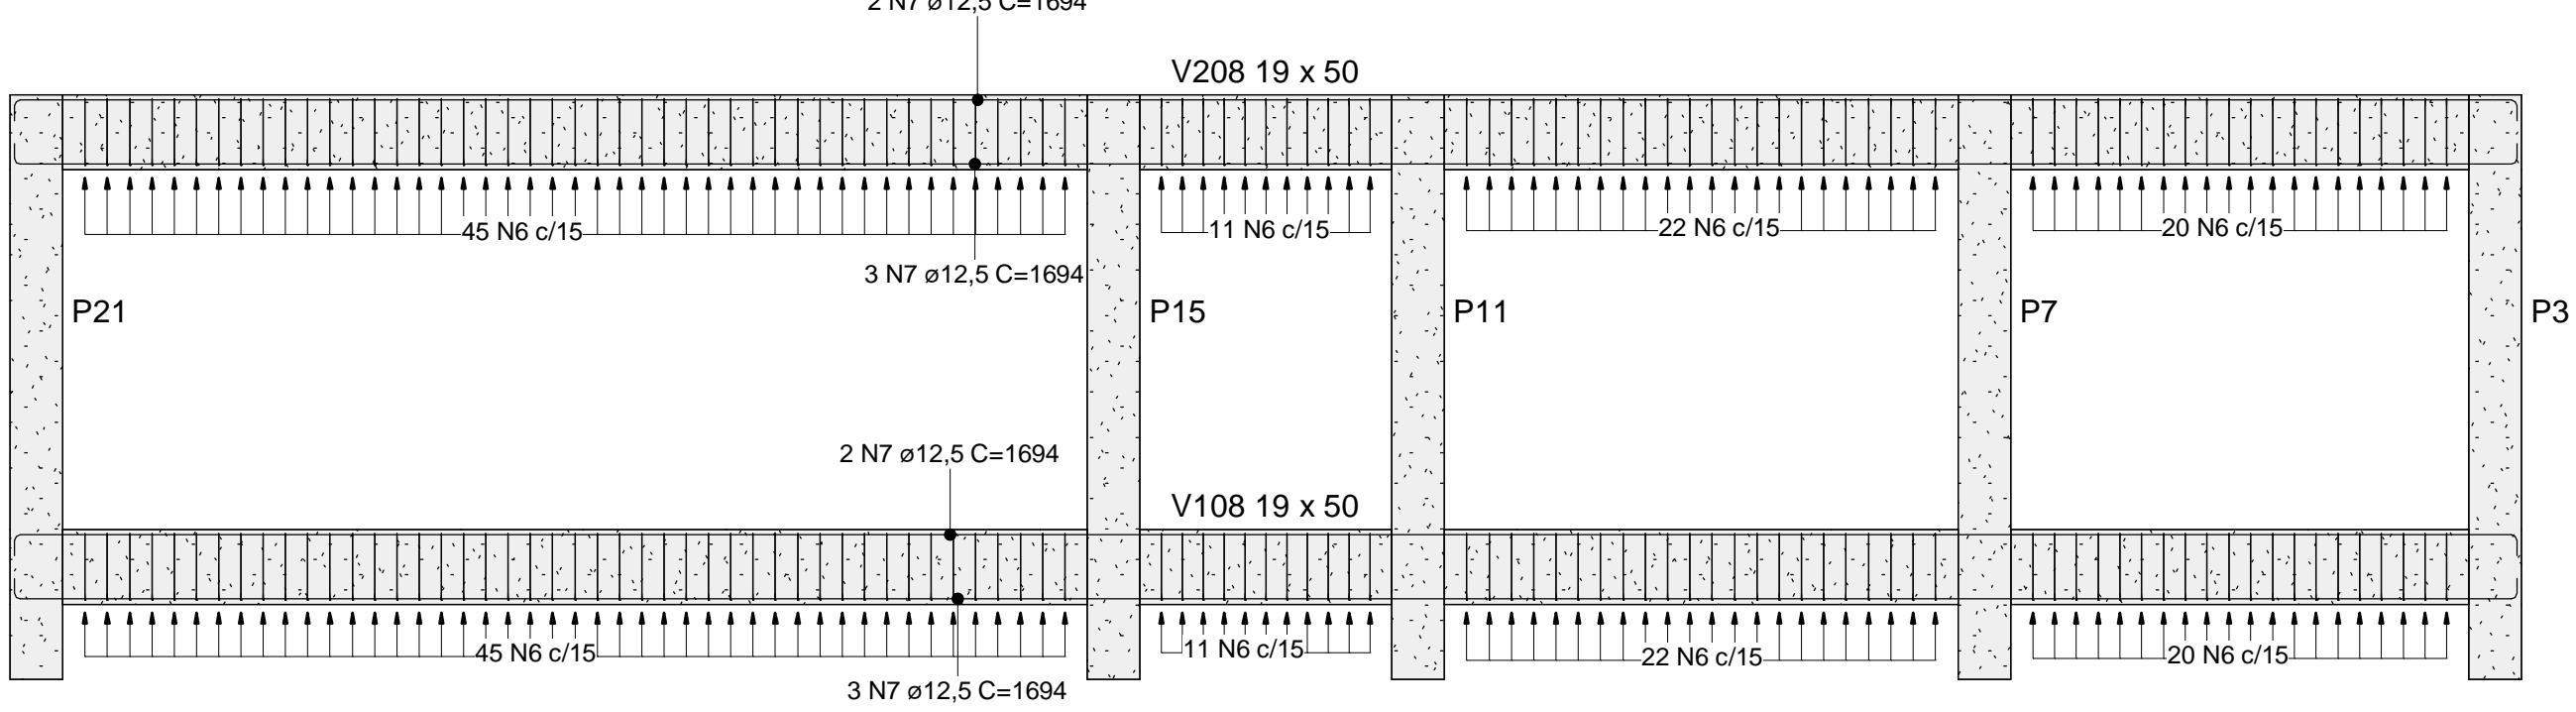 2 N7 ø12,5 C=1694
V208 19 x 50
45 N6 c/15
11 N6 c/15
22 N6 c/15
20 N6 c/15
3 N7 ø12,5 C=1694
P21
P15
P11
P7
P3
2 N7 ø12,5 C=1694
V108 19 x 50
45 N6 c/15
11 N6 c/15
22 N6 c/15
20 N6 c/15
3 N7 ø12,5 C=1694